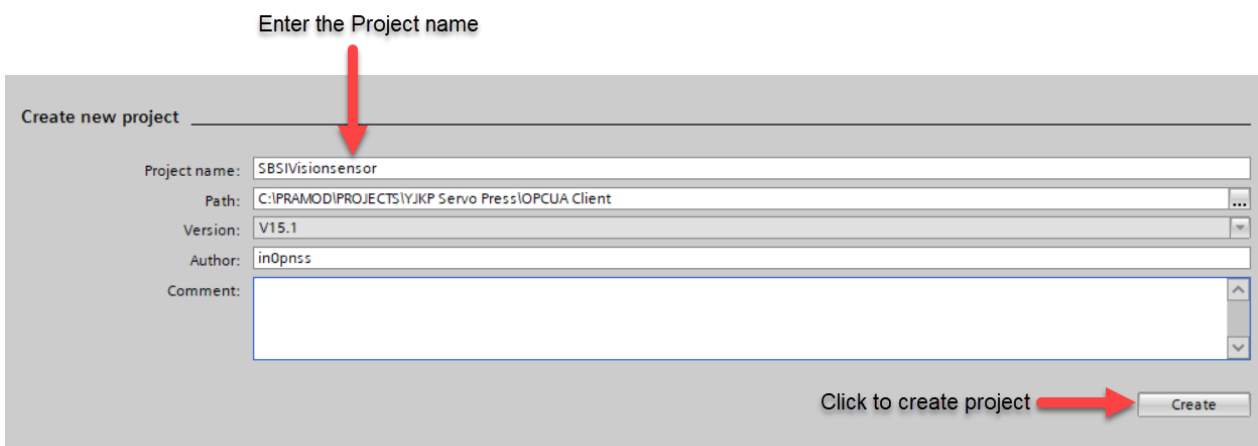 Enter the Project name
Create new project
Project name: SBSIVisionsensor
Path: C:\PRAMOD\PROJECTS\YJKP Servo Press\OPCUA Client
...
Version: V15.1
Author: in0pnss
Comment:
Click to create project
Create